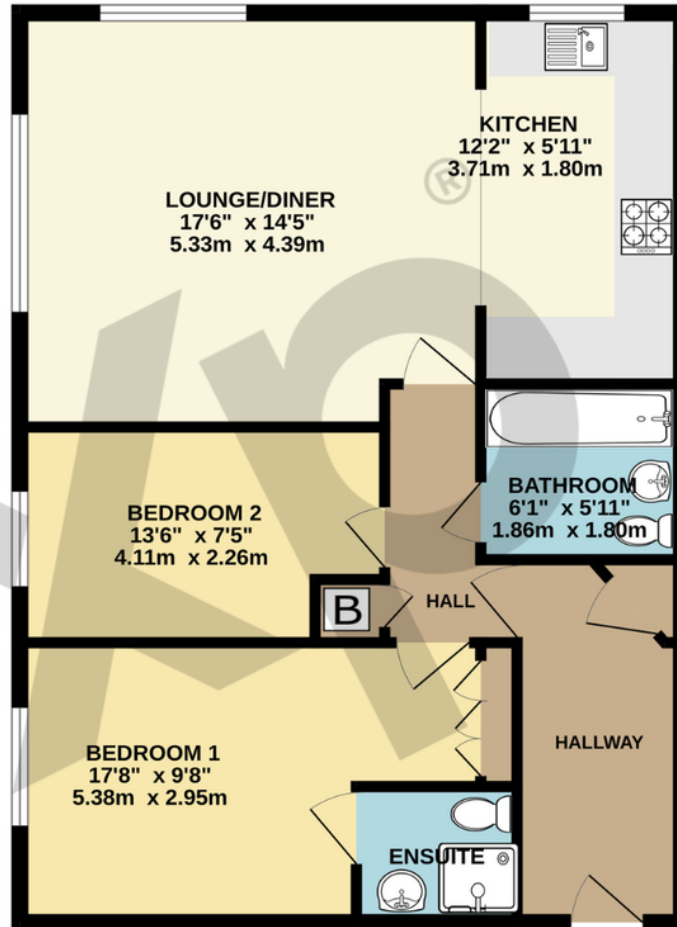 KITCHEN
12'2" x 5'11"
3.71m x 1.80m
®
LOUNGE/DINER
17'6" x 14'5"
5.33m x 4.39m
BATHROOM
6'1" x 5'11"
1.86m x 1.80m
BEDROOM 2
13'6" x 7'5"
4.11m x 2.26m
B
HALL
HALLWAY
BEDROOM 1
17'8" x 9'8"
5.38m x 2.95m
ENSUITE